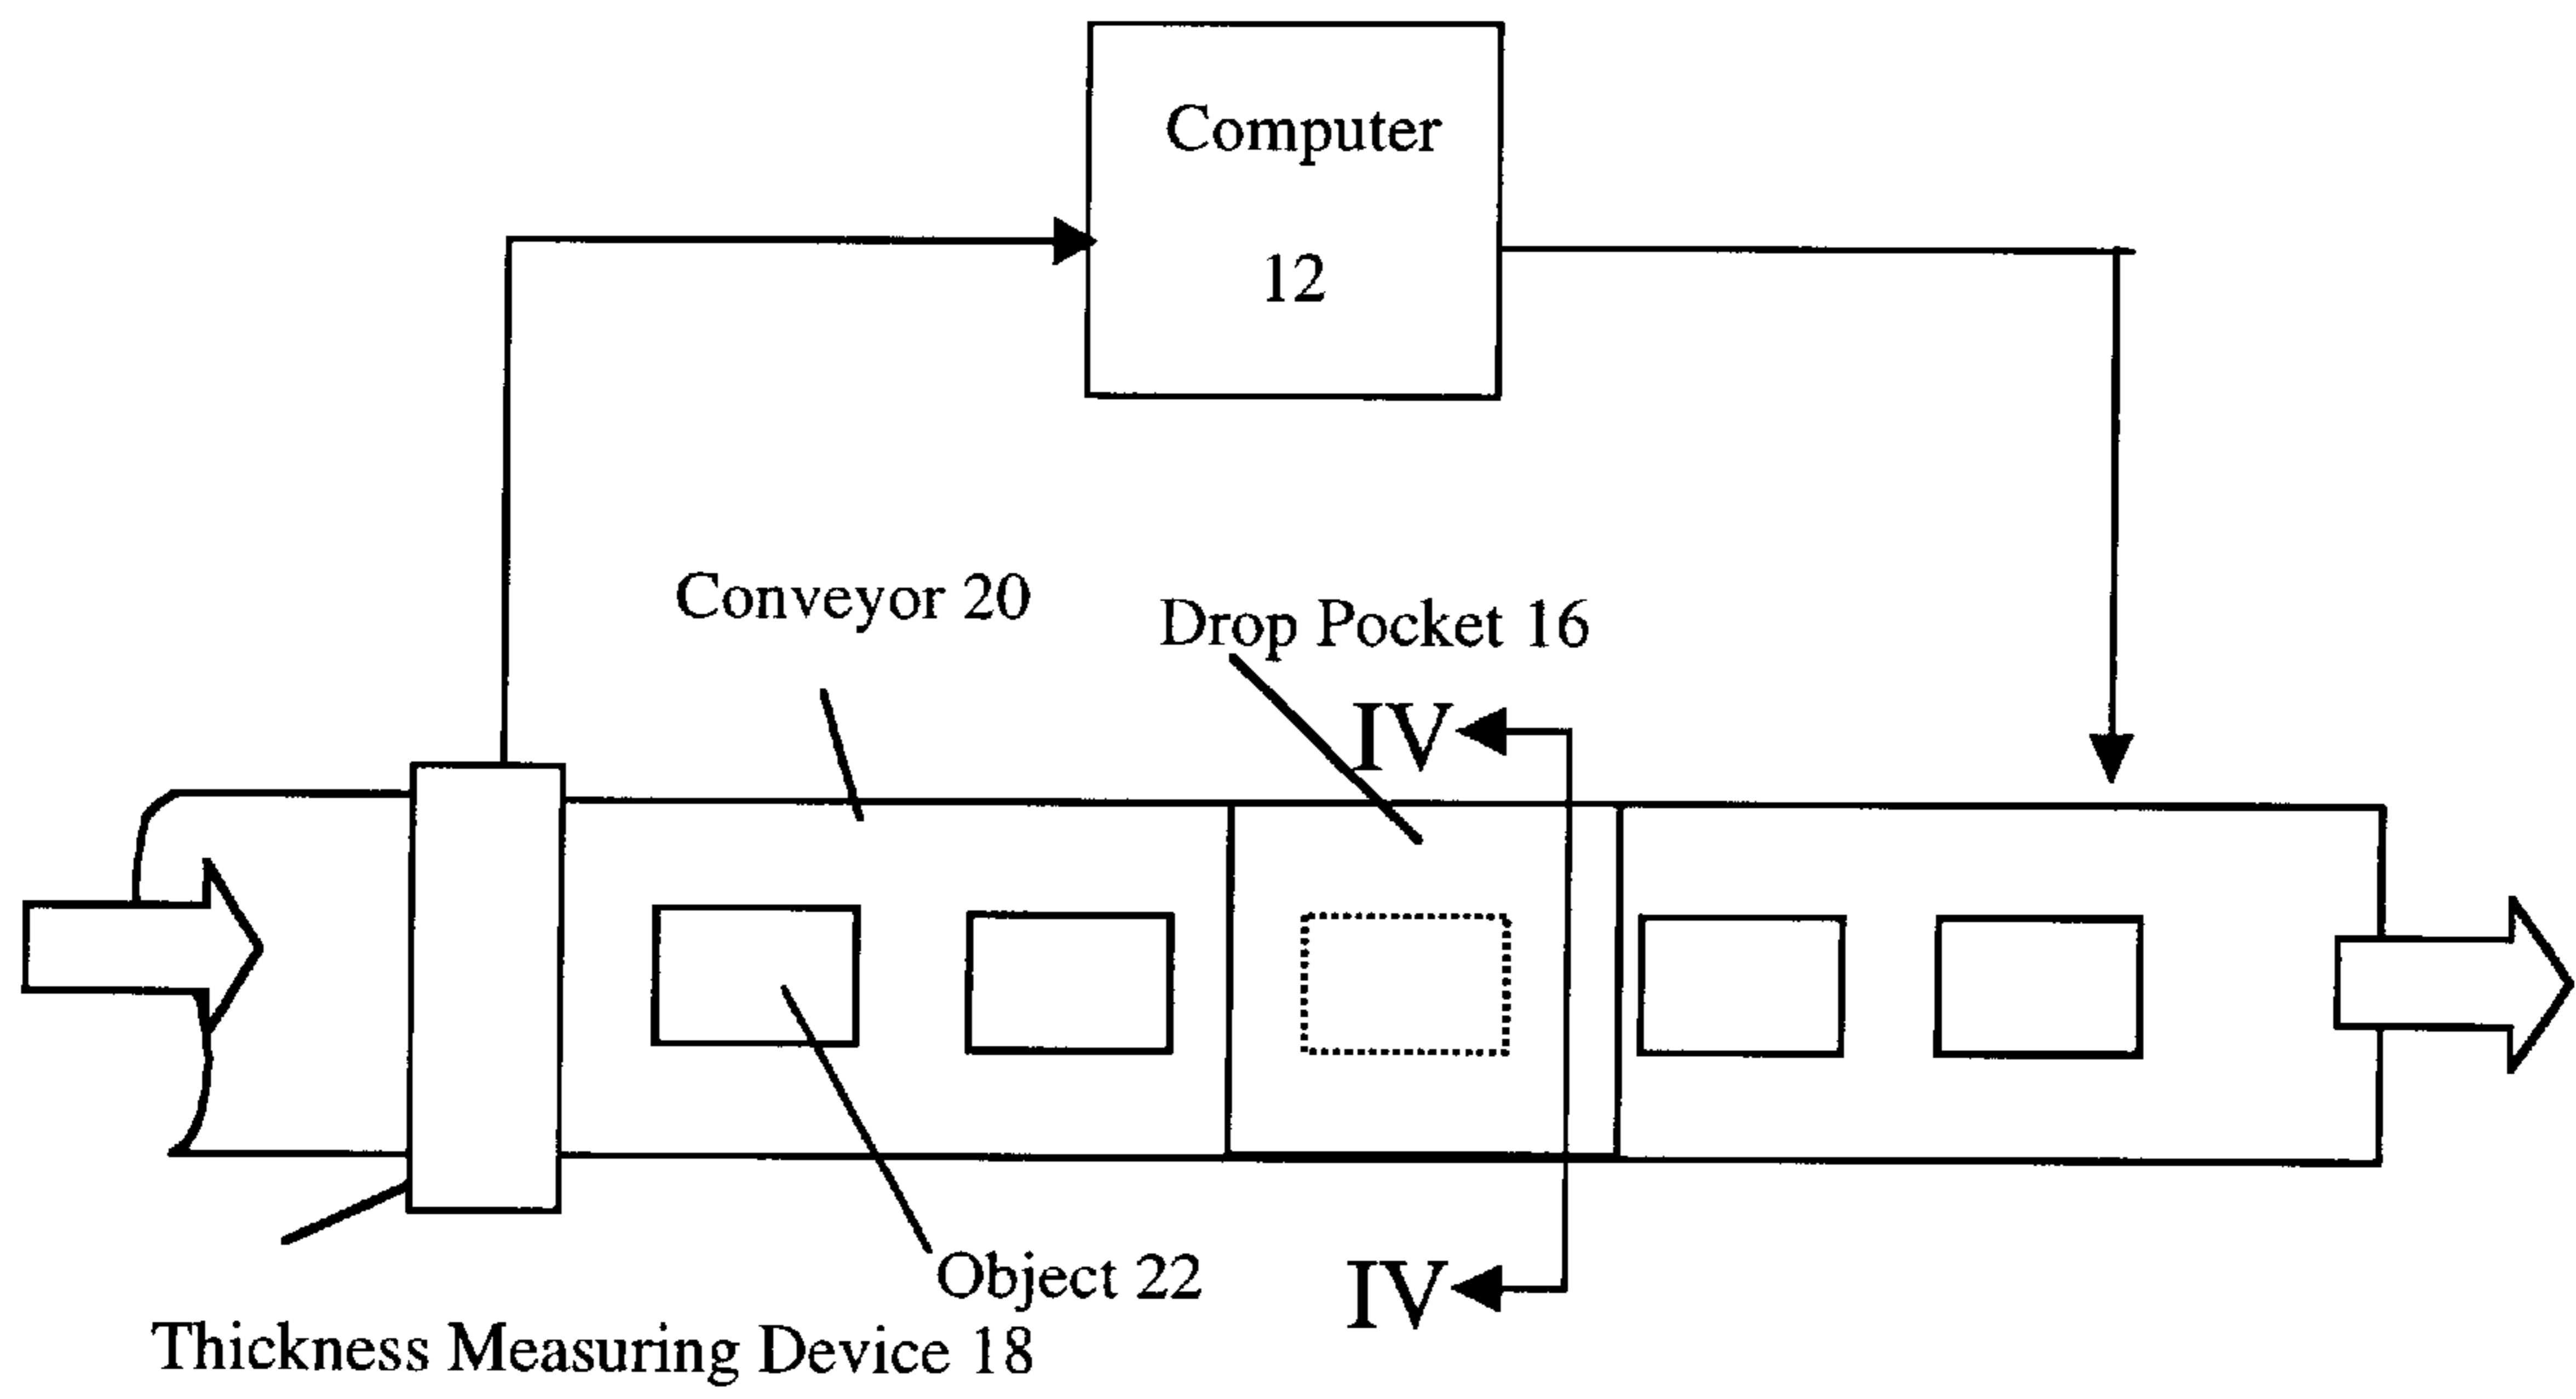 Computer
12
Conveyor 20
Drop Pocket 16
IV
Object 22
IV
Thickness Measuring Device 18